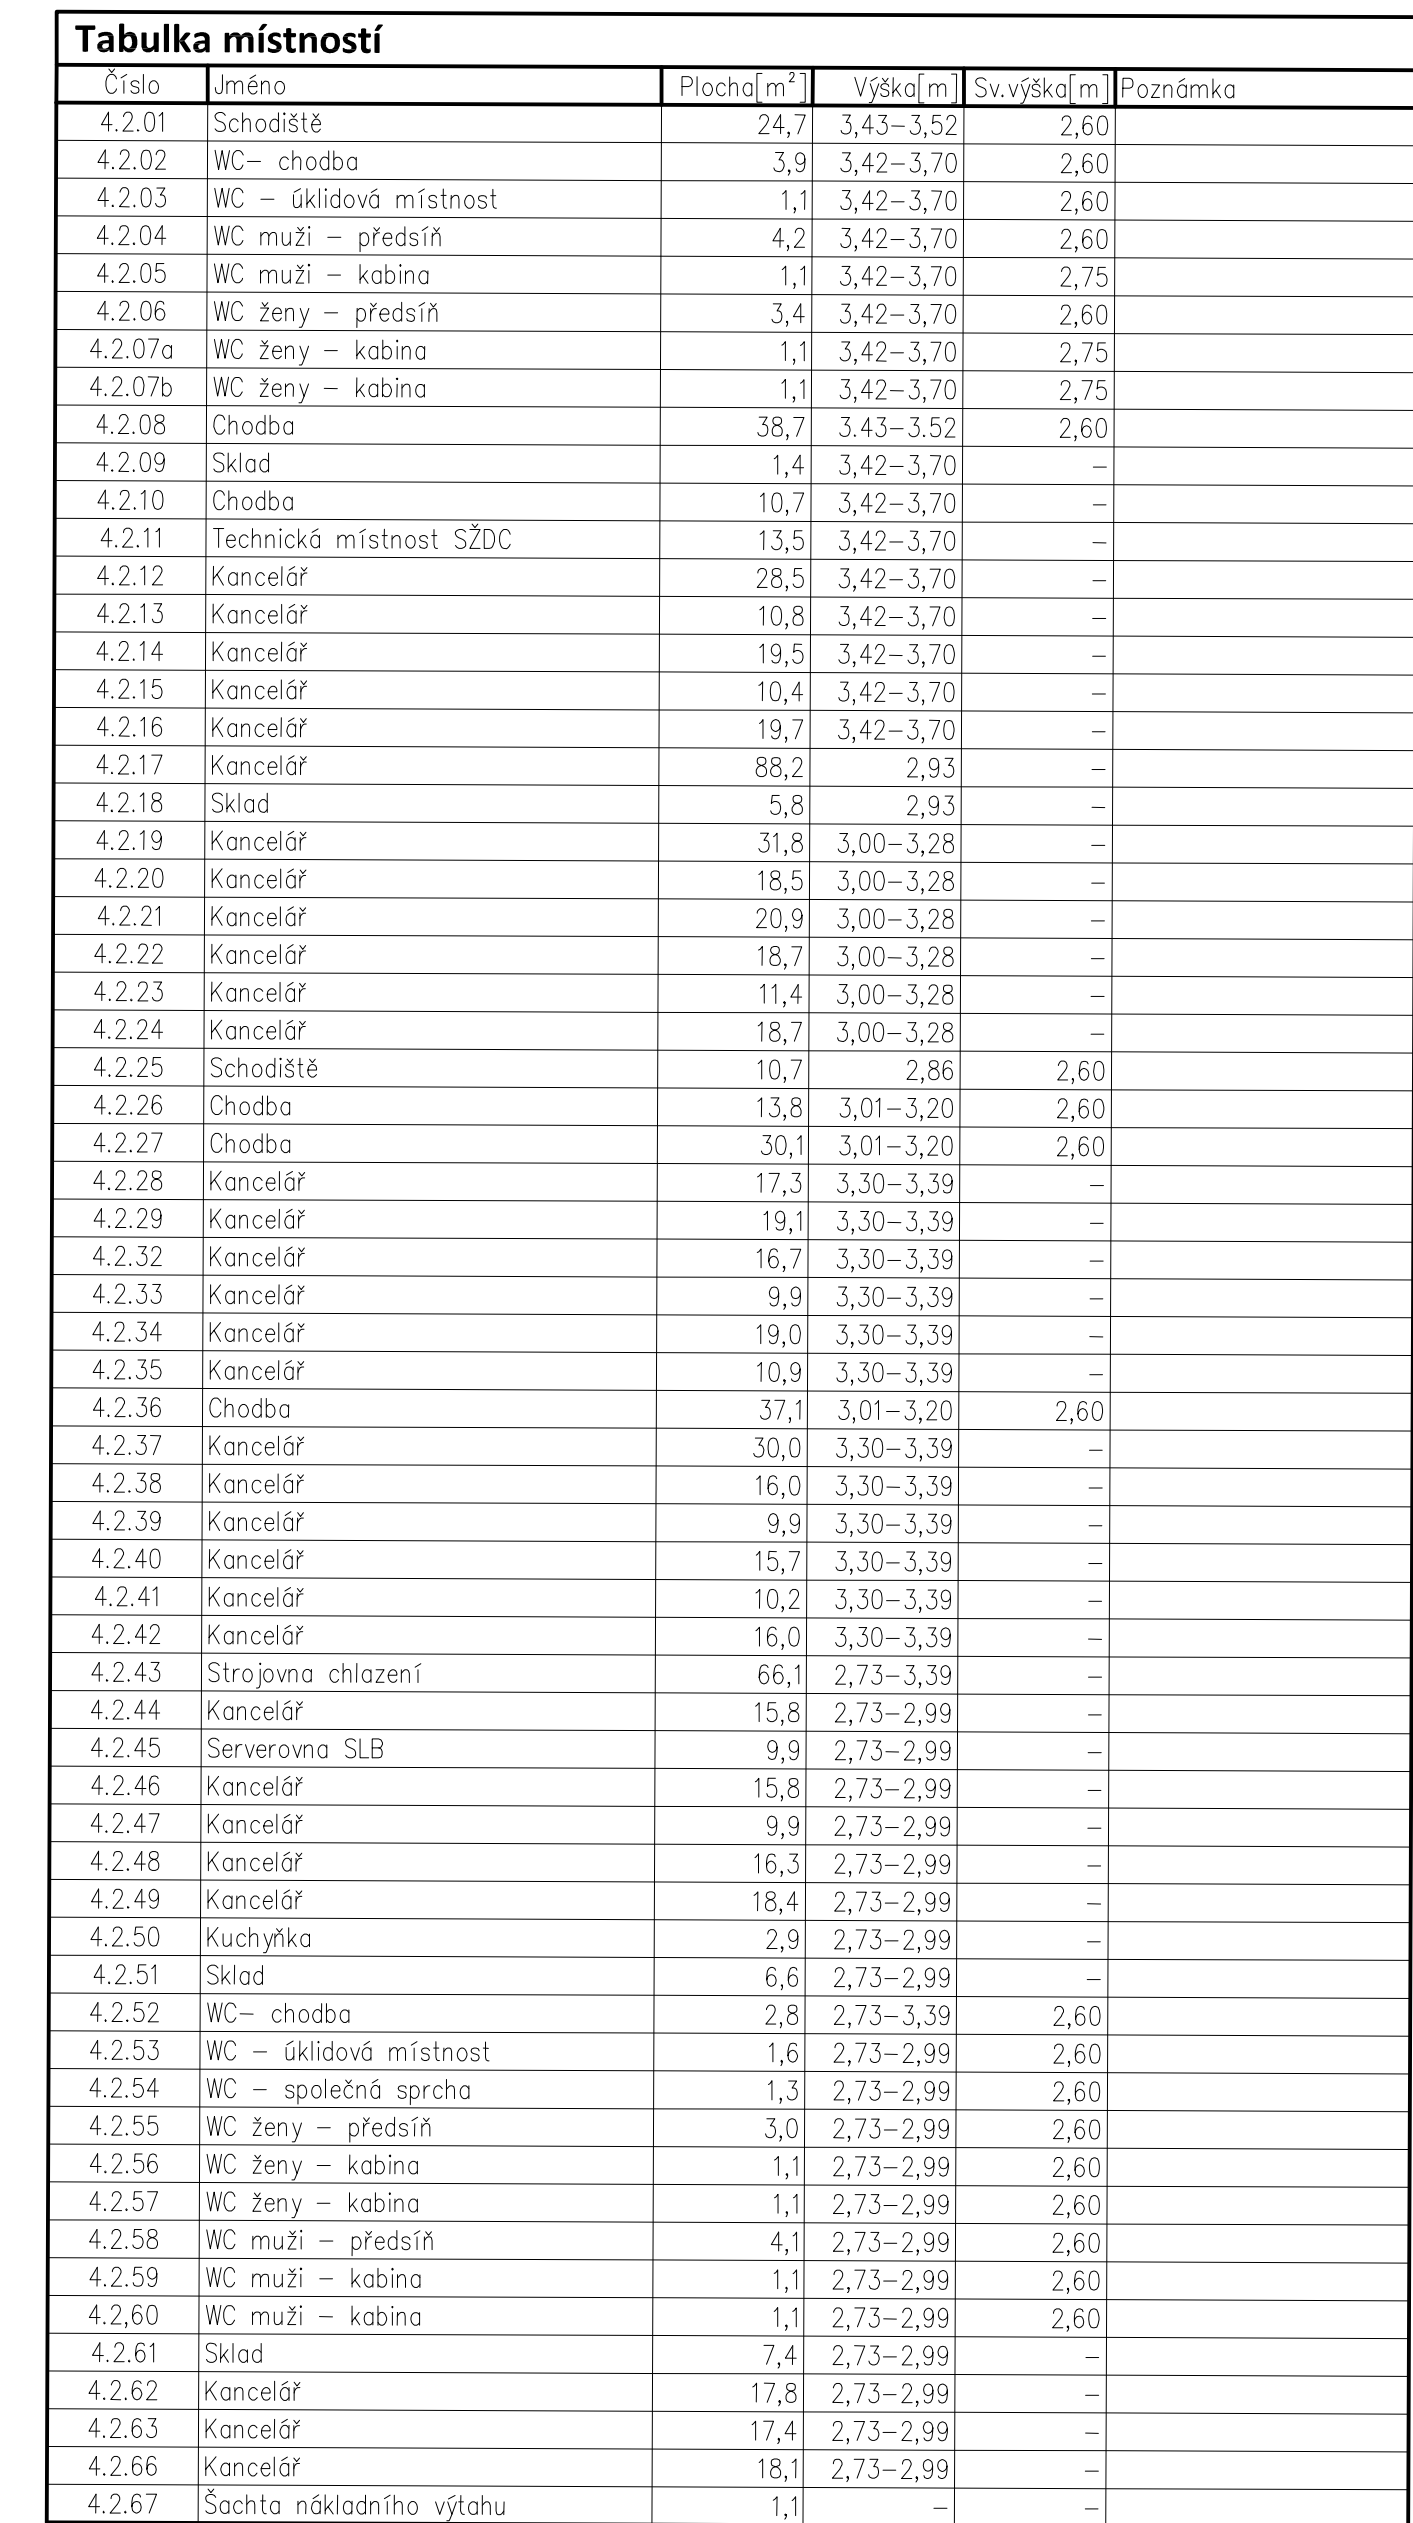 Tabulka místností
Číslo Jméno Plocha[m²] Výška[m] Sv.výška[m] Poznámka
4.2.01 Schodiště 24,7 3,43-3,52 2,60
4.2.02 WC- chodba 3,9 3,42-3,70 2,60
4.2.03 WC - úklidová místnost 1,1 3,42-3,70 2,60
4.2.04 WC muži - předsíň 4,2 3,42-3,70 2,60
4.2.05 WC muži - kabina 1,1 3,42-3,70 2,75
4.2.06 WC ženy - předsíň 3,4 3,42-3,70 2,60
4.2.07a WC ženy - kabina 1,1 3,42-3,70 2,75
4.2.07b WC ženy - kabina 1,1 3,42-3,70 2,75
4.2.08 Chodba 38,7 3.43-3.52 2,60
4.2.09 Sklad 1,4 3,42-3,70 -
4.2.10 Chodba 10,7 3,42-3,70 -
4.2.11 Technická místnost SŽDC 13,5 3,42-3,70 -
4.2.12 Kancelář 28,5 3,42-3,70 -
4.2.13 Kancelář 10,8 3,42-3,70 -
4.2.14 Kancelář 19,5 3,42-3,70 -
4.2.15 Kancelář 10,4 3,42-3,70 -
4.2.16 Kancelář 19,7 3,42-3,70 -
4.2.17 Kancelář 88,2 2,93 -
4.2.18 Sklad 5,8 2,93 -
4.2.19 Kancelář 31,8 3,00-3,28 -
4.2.20 Kancelář 18,5 3,00-3,28 -
4.2.21 Kancelář 20,9 3,00-3,28 -
4.2.22 Kancelář 18,7 3,00-3,28 -
4.2.23 Kancelář 11,4 3,00-3,28 -
4.2.24 Kancelář 18,7 3,00-3,28 -
4.2.25 Schodiště 10,7 2,86 2,60
4.2.26 Chodba 13,8 3,01-3,20 2,60
4.2.27 Chodba 30,1 3,01-3,20 2,60
4.2.28 Kancelář 17,3 3,30-3,39 -
4.2.29 Kancelář 19,1 3,30-3,39 -
4.2.32 Kancelář 16,7 3,30-3,39 -
4.2.33 Kancelář 9,9 3,30-3,39 -
4.2.34 Kancelář 19,0 3,30-3,39 -
4.2.35 Kancelář 10,9 3,30-3,39 -
4.2.36 Chodba 37,1 3,01-3,20 2,60
4.2.37 Kancelář 30,0 3,30-3,39 -
4.2.38 Kancelář 16,0 3,30-3,39 -
4.2.39 Kancelář 9,9 3,30-3,39 -
4.2.40 Kancelář 15,7 3,30-3,39 -
4.2.41 Kancelář 10,2 3,30-3,39 -
4.2.42 Kancelář 16,0 3,30-3,39 -
4.2.43 Strojovna chlazení 66,1 2,73-3,39 -
4.2.44 Kancelář 15,8 2,73-2,99 -
4.2.45 Serverovna SLB 9,9 2,73-2,99 -
4.2.46 Kancelář 15,8 2,73-2,99 -
4.2.47 Kancelář 9,9 2,73-2,99 -
4.2.48 Kancelář 16,3 2,73-2,99 -
4.2.49 Kancelář 18,4 2,73-2,99 -
4.2.50 Kuchyňka 2,9 2,73-2,99 -
4.2.51 Sklad 6,6 2,73-2,99 -
4.2.52 WC- chodba 2,8 2,73-3,39 2,60
4.2.53 WC - úklidová místnost 1,6 2,73-2,99 2,60
4.2.54 WC - společná sprcha 1,3 2,73-2,99 2,60
4.2.55 WC ženy - předsíň 3,0 2,73-2,99 2,60
4.2.56 WC ženy - kabina 1,1 2,73-2,99 2,60
4.2.57 WC ženy - kabina 1,1 2,73-2,99 2,60
4.2.58 WC muži - předsíň 4,1 2,73-2,99 2,60
4.2.59 WC muži - kabina 1,1 2,73-2,99 2,60
4.2,60 WC muži - kabina 1,1 2,73-2,99 2,60
4.2.61 Sklad 7,4 2,73-2,99 -
4.2.62 Kancelář 17,8 2,73-2,99 -
4.2.63 Kancelář 17,4 2,73-2,99 -
4.2.66 Kancelář 18,1 2,73-2,99 -
4.2.67 Šachta nákladního výtahu 1,1 - -